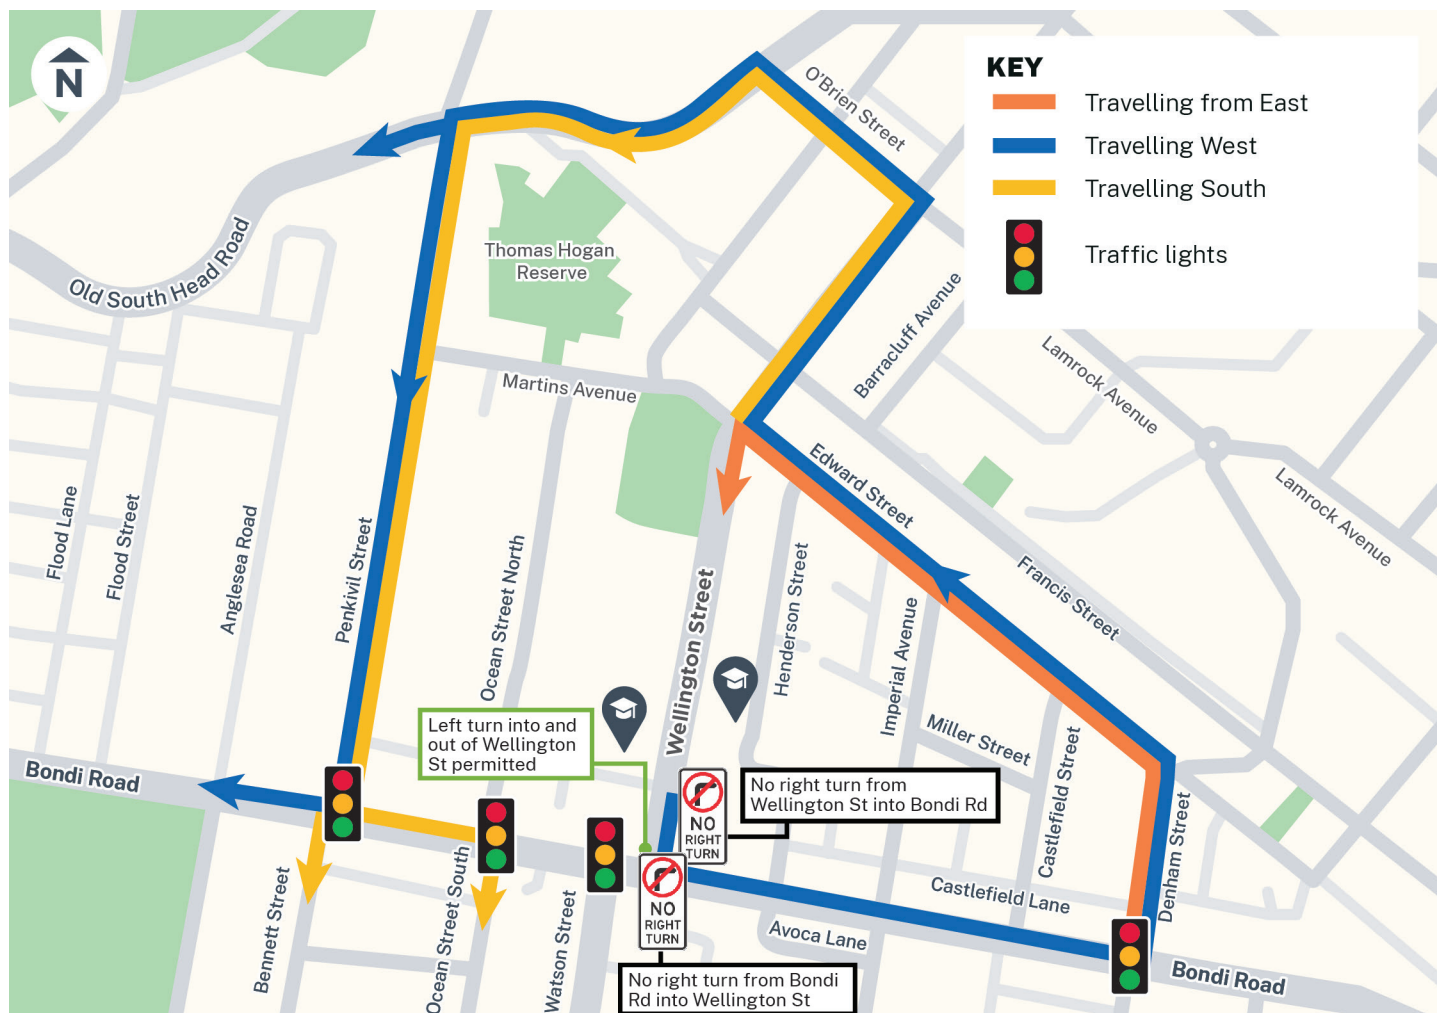 N
KEY
Travelling from East
Travelling West
Travelling South
Traffic lights
O'Brien Street
Old South Head Road
Thomas Hogan
Reserve
Martins Avenue
Barracluff Avenue
Lamrock Avenue
Lamrock Avenue
Edward Street
Francis Street
Flood Lane
Flood Street
Anglesea Road
Penkivil Street
Ocean Street North
Wellington Street
Henderson Street
Imperial Avenue
Miller Street
Castlefield Street
Denham Street
Left turn into and
out of Wellington
St permitted
No right turn from
Wellington St into Bondi Rd
NO
RIGHT
TURN
NO
RIGHT
TURN
Bondi Road
Castlefield Lane
Avoca Lane
Bennett Street
Ocean Street South
Watson Street
Bondi Road
No right turn from Bondi
Rd into Wellington St